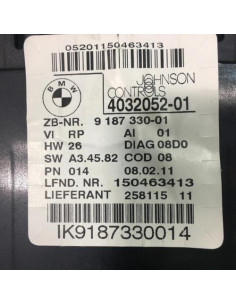 05201150463413
BMW
JOHNSON CONTROLS
4032052-01
ZB-NR. 9 187 330-01
VI RP AI 01
HW 26 DIAG 08D0
SW A3.45.82 COD 08
PN 014 08.02.11
LFND. NR. 150463413
LIEFERANT 258115 11
IK9187330014